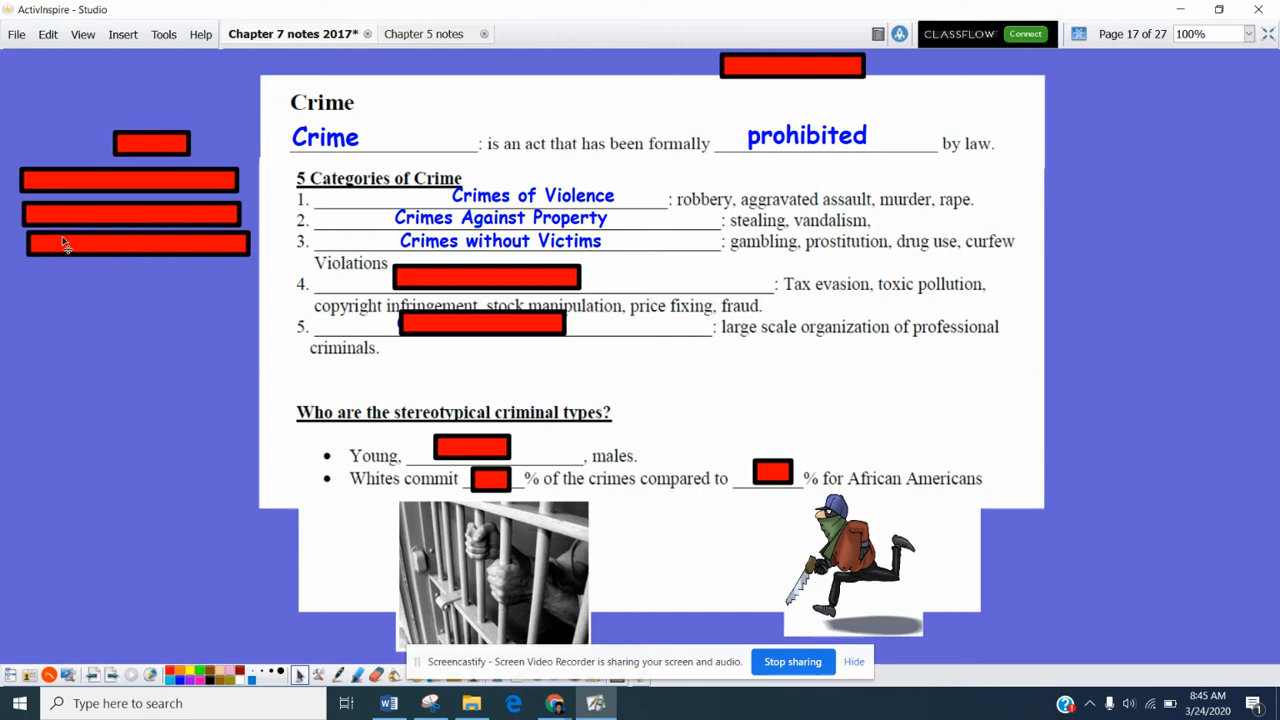 ActivInspire - Studio
File Edit View Insert Tools Help Chapter 7 notes 2017* Chapter 5 notes CLASSFLOW Connect Page 17 of 27 100%
Crime
Crime : is an act that has been formally prohibited by law.
5 Categories of Crime
1. Crimes of Violence : robbery, aggravated assault, murder, rape.
2. Crimes Against Property : stealing, vandalism,
3. Crimes without Victims : gambling, prostitution, drug use, curfew
Violations
4. : Tax evasion, toxic pollution,
copyright infringement, stock manipulation, price fixing, fraud.
5. : large scale organization of professional
criminals.
Who are the stereotypical criminal types?
• Young, , males.
• Whites commit % of the crimes compared to % for African Americans
Screencastify - Screen Video Recorder is sharing your screen and audio. Stop sharing Hide
Type here to search
8:45 AM
3/24/2020